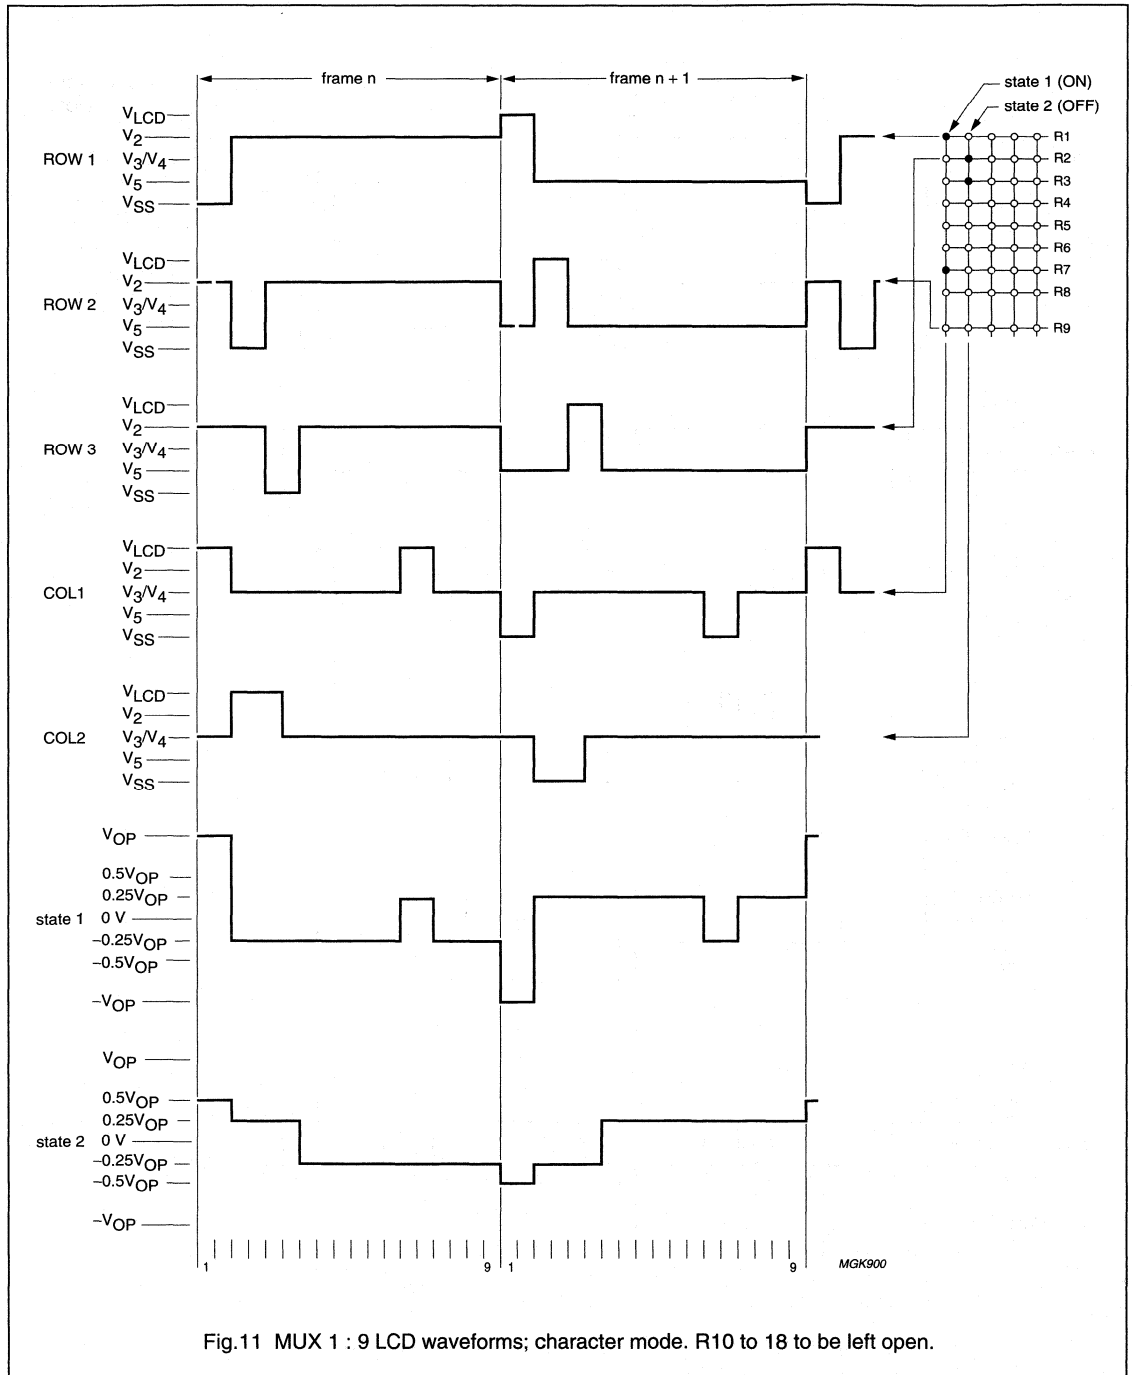 frame n
frame n + 1
state 1 (ON)
state 2 (OFF)
R1
R2
R3
R4
R5
R6
R7
R8
R9
ROW 1
VLCD
V2
V3/V4
V5
VSS
ROW 2
VLCD
V2
V3/V4
V5
VSS
ROW 3
VLCD
V2
V3/V4
V5
VSS
COL1
VLCD
V2
V3/V4
V5
VSS
COL2
VLCD
V2
V3/V4
V5
VSS
state 1
VOP
0.5VOP
0.25VOP
0 V
−0.25VOP
−0.5VOP
−VOP
state 2
VOP
0.5VOP
0.25VOP
0 V
−0.25VOP
−0.5VOP
−VOP
1 9 1 9
MGK900
Fig.11 MUX 1 : 9 LCD waveforms; character mode. R10 to 18 to be left open.